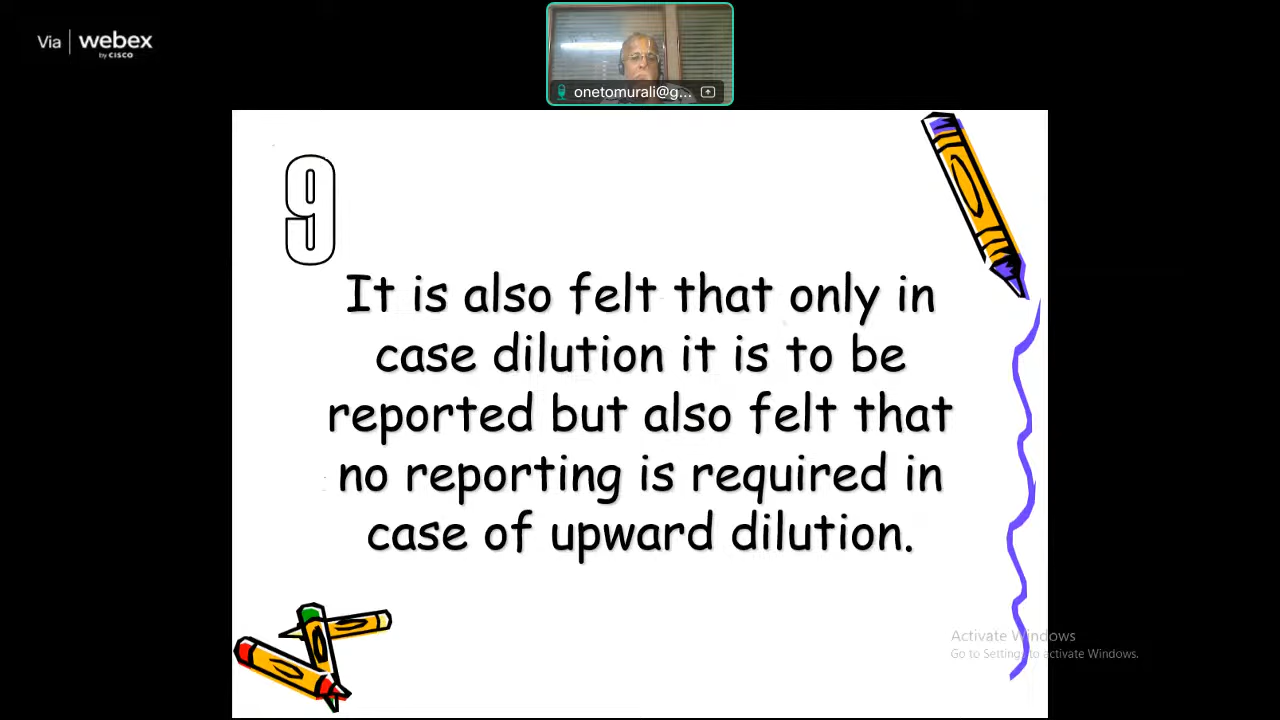 Via webex
by CISCO
onetomurali@g...
9
It is also felt that only in
case dilution it is to be
reported but also felt that
no reporting is required in
case of upward dilution.
Activate Windows
Go to Settings to activate Windows.